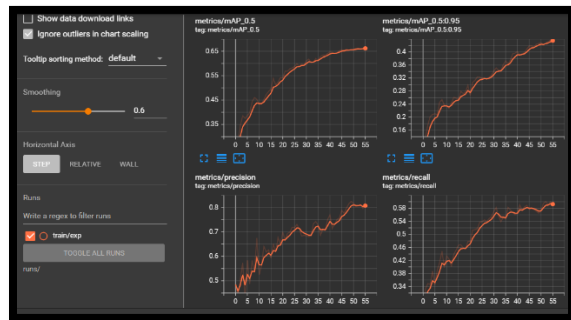 Show data download links
Ignore outliers in chart scaling
Tooltip sorting method: default
Smoothing
0.6
Horizontal Axis
STEP RELATIVE WALL
Runs
Write a regex to filter runs
train/exp
TOGGLE ALL RUNS
runs/
metrics/mAP_0.5
tag: metrics/mAP_0.5
0.65
0.55
0.45
0.35
0 5 10 15 20 25 30 35 40 45 50 55
metrics/mAP_0.5:0.95
tag: metrics/mAP_0.5:0.95
0.4
0.36
0.32
0.28
0.24
0.2
0.16
0 5 10 15 20 25 30 35 40 45 50 55
metrics/precision
tag: metrics/precision
0.8
0.7
0.6
0.5
0 5 10 15 20 25 30 35 40 45 50 55
metrics/recall
tag: metrics/recall
0.58
0.54
0.5
0.46
0.42
0.38
0.34
0 5 10 15 20 25 30 35 40 45 50 55